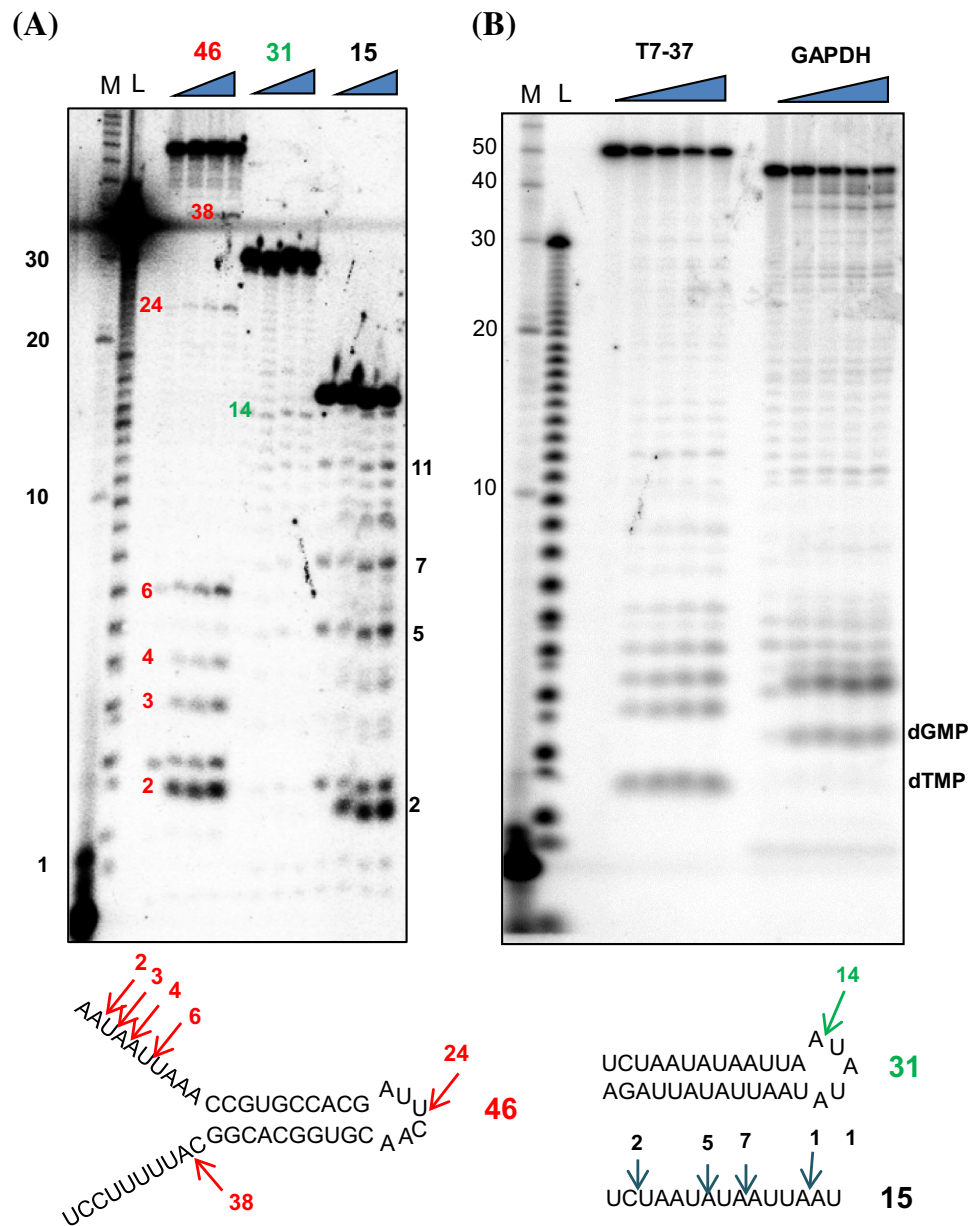 (A)
(B)
46 31 15
M L
38
30
24
20
14
11
10
7
6
5
4
3
2
2
1
T7-37 GAPDH
M L
50
40
30
20
10
dGMP
dTMP
2
3
4
6
AAUAAUUAAA
CCGUGCCACG
AUU
24
46
C
AA
GGCACGGUGC
UCCUUUUUAC
38
14
UCUAAUAUAAUUA
AUA
31
AGAUUAUAUUAAU
AU
2 5 7 1 1
UCUAAUAUAAUUAAU 15